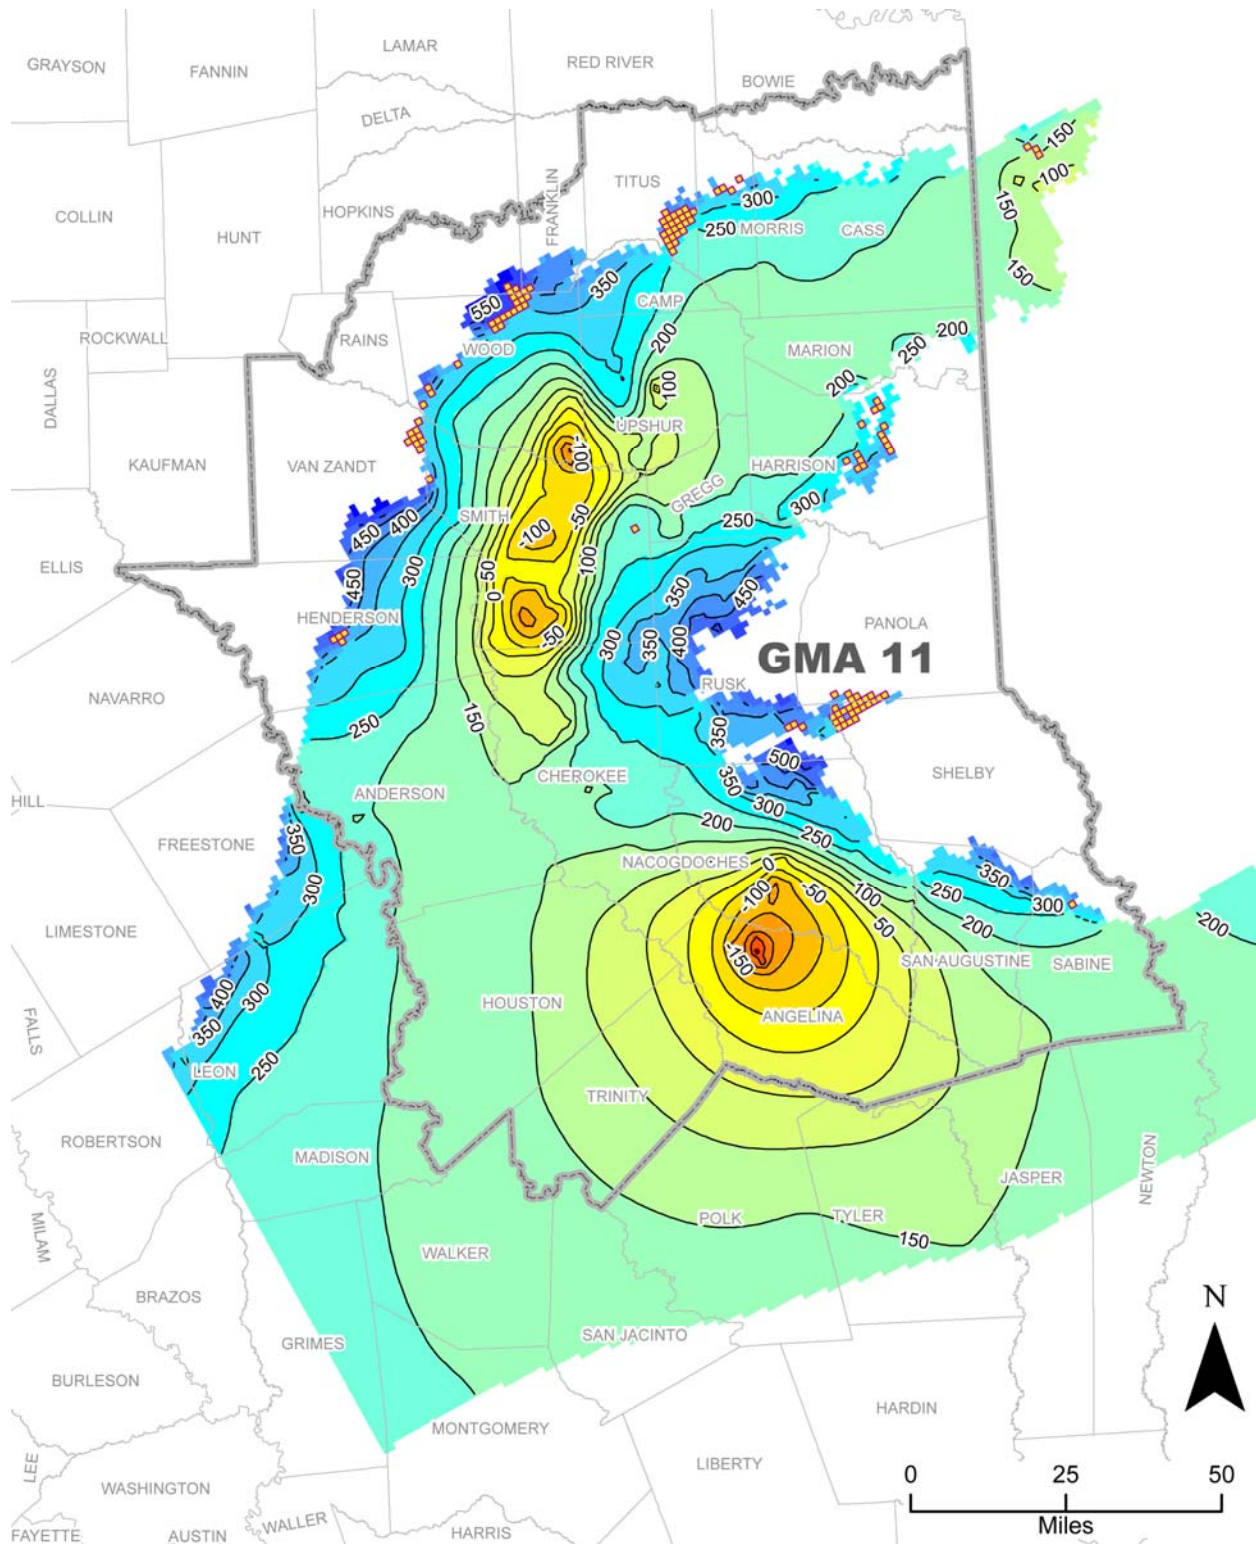 LAMAR
GRAYSON
FANNIN
RED RIVER
BOWIE
DELTA
-150
-100
TITUS
FRANKLIN
300
HOPKINS
COLLIN
HUNT
250
MORRIS
CASS
150
150
350
550
CAMP
ROCKWALL
RAINS
WOOD
200
MARION
250
200
200
DALLAS
100
UPSHUR
KAUFMAN
VAN ZANDT
-100
HARRISON
GREGG
300
SMITH
-50
250
450
400
-100
ELLIS
300
50
100
350
450
450
0
HENDERSON
-50
300
350
400
PANOLA
GMA 11
RUSK
NAVARRO
150
250
350
CHEROKEE
500
SHELBY
HILL
ANDERSON
350
300
200
250
FREESTONE
350
NACOGDOCHES
0
-100
-50
100
350
300
250
300
50
200
-200
LIMESTONE
-150
SAN AUGUSTINE
SABINE
400
300
HOUSTON
ANGELINA
FALLS
350
LEON
250
TRINITY
ROBERTSON
MADISON
JASPER
NEWTON
POLK
TYLER
150
MILAM
WALKER
BRAZOS
N
GRIMES
SAN JACINTO
BURLESON
HARDIN
MONTGOMERY
LEE
LIBERTY
0 25 50
Miles
WASHINGTON
FAYETTE
AUSTIN
WALLER
HARRIS